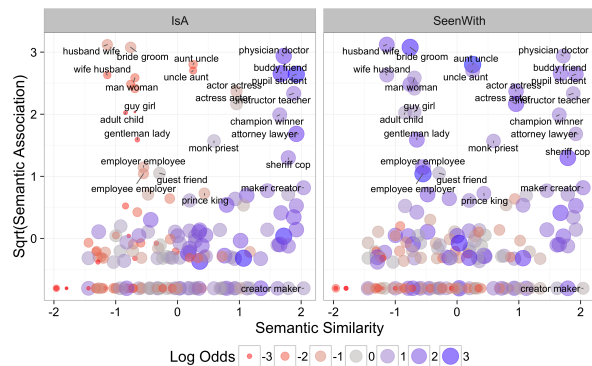 IsA
SeenWith
Sqrt(Semantic Association)
3
2
1
0
husband wife
bride groom
physician doctor
aunt uncle
wife husband
uncle aunt
buddy friend
pupil student
man woman
actor actress
actress actor
instructor teacher
guy girl
adult child
champion winner
gentleman lady
attorney lawyer
monk priest
sheriff cop
employer employee
guest friend
employee employer
maker creator
prince king
creator maker
husband wife
bride groom
physician doctor
aunt uncle
wife husband
uncle aunt
buddy friend
pupil student
man woman
actor actress
actress actor
instructor teacher
guy girl
adult child
champion winner
gentleman lady
attorney lawyer
monk priest
sheriff cop
employer employee
guest friend
employee employer
maker creator
prince king
creator maker
-2 -1 0 1 2
-2 -1 0 1 2
Semantic Similarity
Log Odds -3 -2 -1 0 1 2 3